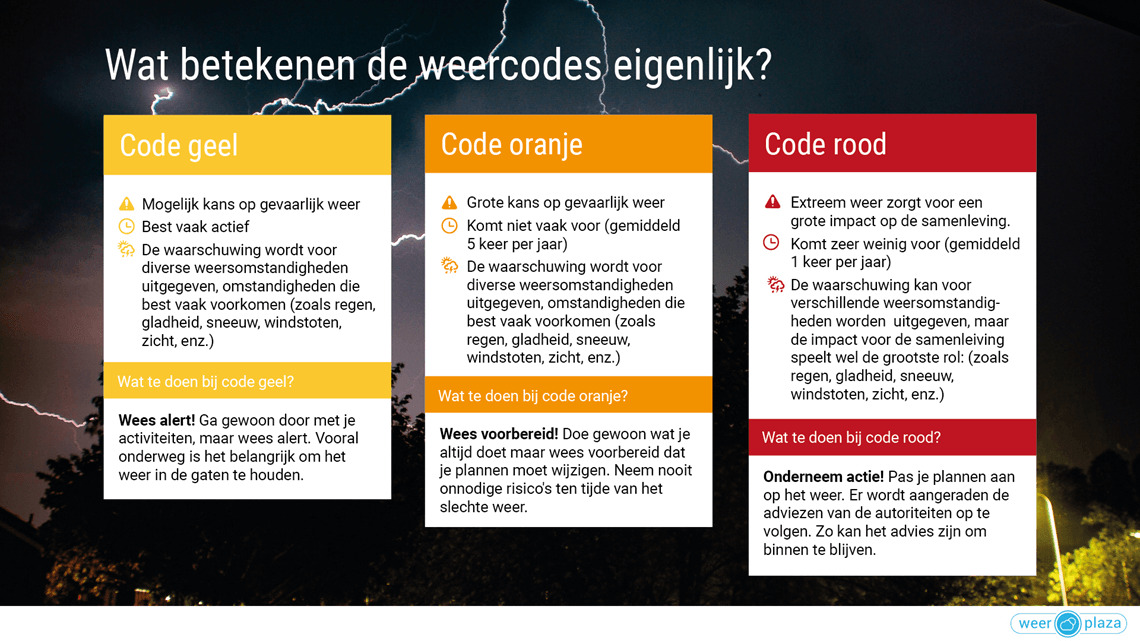 Wat betekenen de weercodes eigenlijk?
Code geel
Mogelijk kans op gevaarlijk weer
Best vaak actief
De waarschuwing wordt voor
diverse weersomstandigheden
uitgegeven, omstandigheden die
best vaak voorkomen (zoals regen,
gladheid, sneeuw, windstoten,
zicht, enz.)
Wat te doen bij code geel?
Wees alert! Ga gewoon door met je
activiteiten, maar wees alert. Vooral
onderweg is het belangrijk om het
weer in de gaten te houden.
Code oranje
Grote kans op gevaarlijk weer
Komt niet vaak voor (gemiddeld
5 keer per jaar)
De waarschuwing wordt voor
diverse weersomstandigheden
uitgegeven, omstandigheden die
best vaak voorkomen (zoals
regen, gladheid, sneeuw,
windstoten, zicht, enz.)
Wat te doen bij code oranje?
Wees voorbereid! Doe gewoon wat je
altijd doet maar wees voorbereid dat
je plannen moet wijzigen. Neem nooit
onnodige risico's ten tijde van het
slechte weer.
Code rood
Extreem weer zorgt voor een
grote impact op de samenleving.
Komt zeer weinig voor (gemiddeld
1 keer per jaar)
De waarschuwing kan voor
verschillende weersomstandig-
heden worden uitgegeven, maar
de impact voor de samenleiving
speelt wel de grootste rol: (zoals
regen, gladheid, sneeuw,
windstoten, zicht, enz.)
Wat te doen bij code rood?
Onderneem actie! Pas je plannen aan
op het weer. Er wordt aangeraden de
adviezen van de autoriteiten op te
volgen. Zo kan het advies zijn om
binnen te blijven.
weer plaza